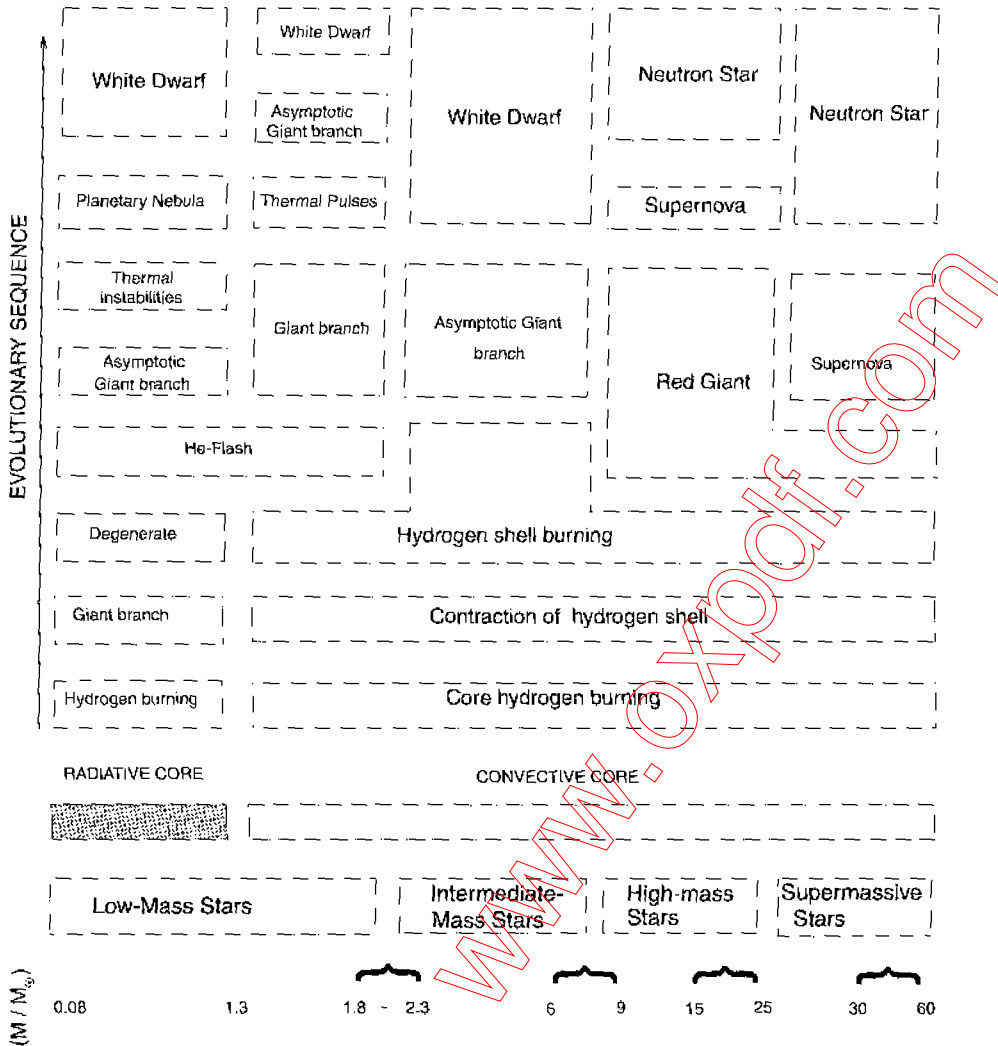 White Dwarf
White Dwarf
Asymptotic
Giant branch
White Dwarf
Neutron Star
Neutron Star
Planetary Nebula
Thermal Pulses
Supernova
Thermal
instabilities
Giant branch
Asymptotic Giant
branch
Red Giant
Supernova
Asymptotic
Giant branch
He-Flash
Degenerate
Hydrogen shell burning
Giant branch
Contraction of hydrogen shell
Hydrogen burning
Core hydrogen burning
EVOLUTIONARY SEQUENCE
RADIATIVE CORE
CONVECTIVE CORE
Low-Mass Stars
Intermediate-
Mass Stars
High-mass
Stars
Supermassive
Stars
(M / M⊙)
0.08 1.3 1.8 - 2.3 6 9 15 25 30 60
www.oxpdf.com